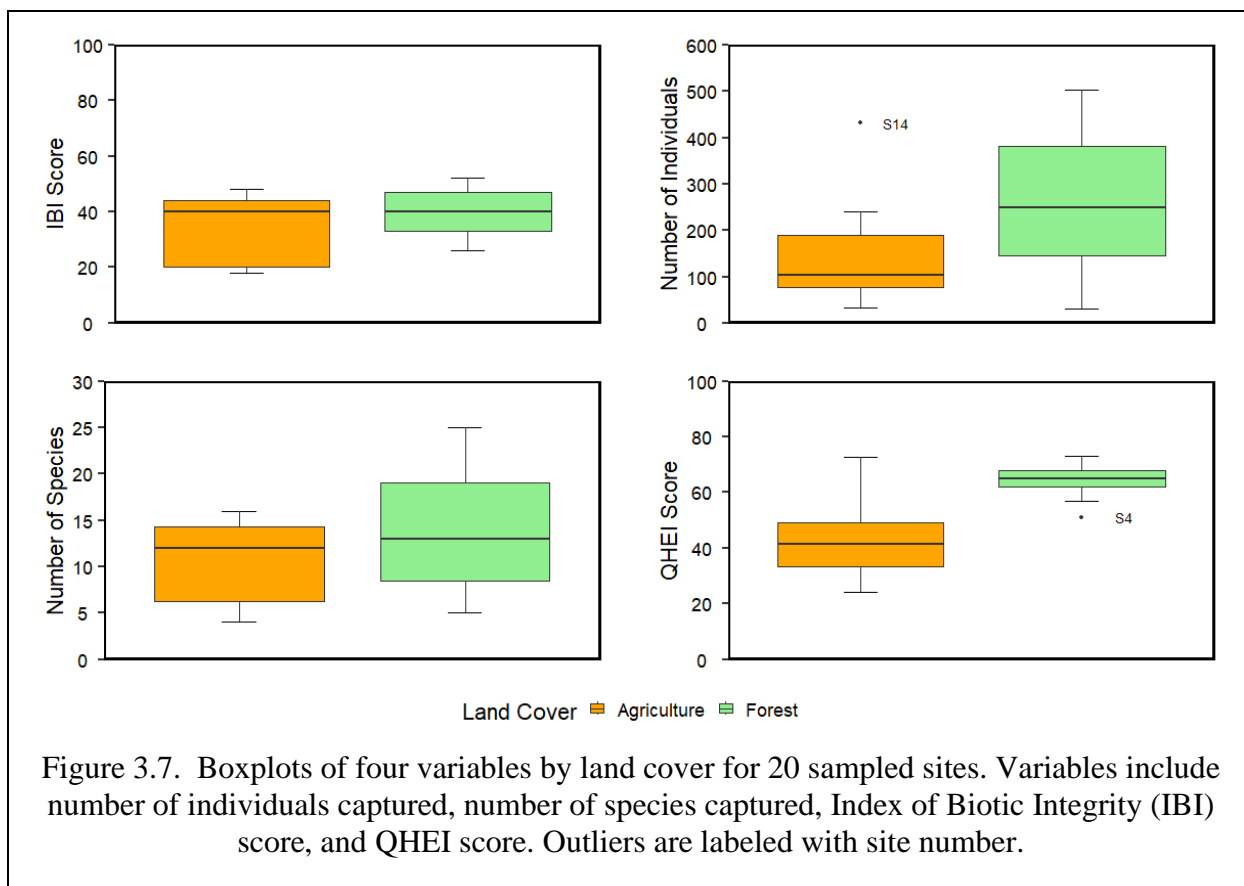 IBI Score
100
80
60
40
20
0
Number of Individuals
600
500
400
300
200
100
0
S14
Number of Species
30
25
20
15
10
5
0
QHEI Score
100
80
60
40
20
0
S4
Land Cover Agriculture Forest
Figure 3.7. Boxplots of four variables by land cover for 20 sampled sites. Variables include
number of individuals captured, number of species captured, Index of Biotic Integrity (IBI)
score, and QHEI score. Outliers are labeled with site number.